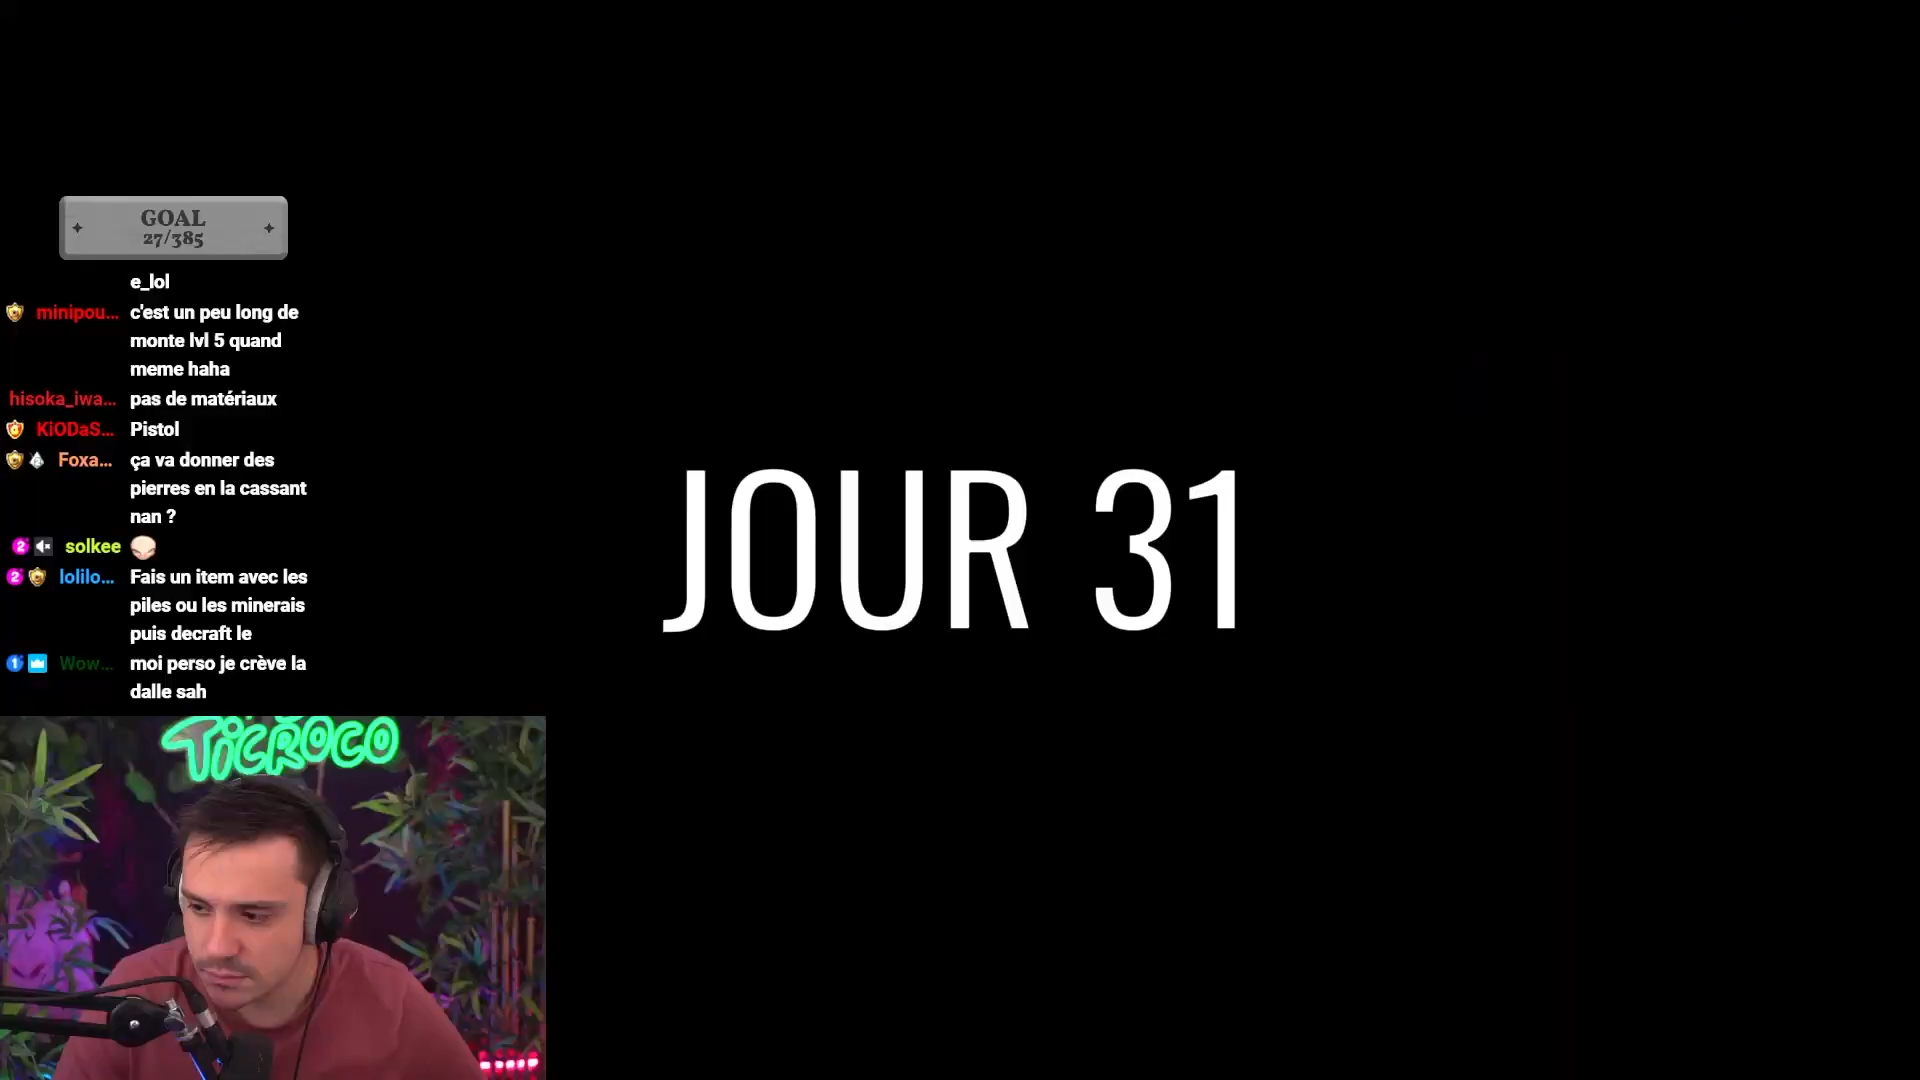 GOAL
27/385
e_lol
minipou... c'est un peu long de
monte lvl 5 quand
meme haha
hisoka_iwa... pas de matériaux
KiODaS... Pistol
Foxa... ça va donner des
pierres en la cassant
nan ?
2 solkee
2 lolilo... Fais un item avec les
piles ou les minerais
puis decraft le
1 Wow... moi perso je crève la
dalle sah
JOUR 31
TiCROCO